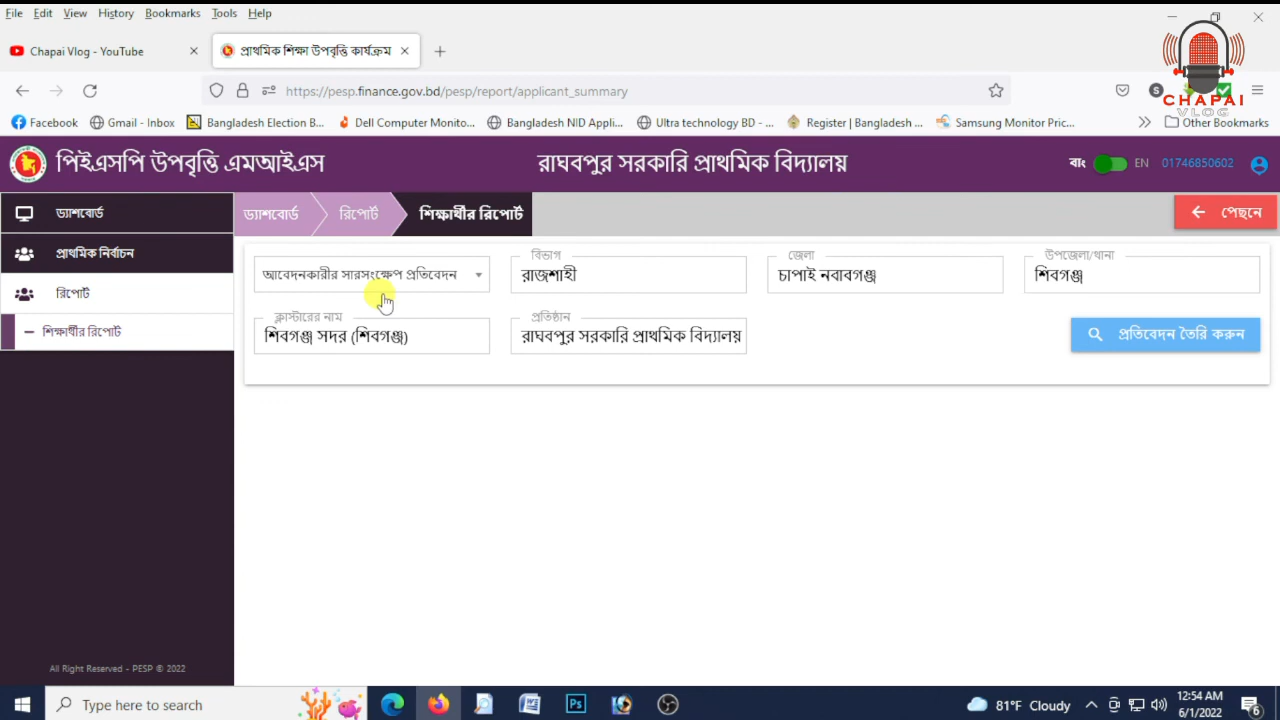 File Edit View History Bookmarks Tools Help
Chapai Vlog - YouTube
প্রাথমিক শিক্ষা উপবৃত্তি কার্যক্রম
https://pesp.finance.gov.bd/pesp/report/applicant_summary
CHAPAI
VLOG
Facebook Gmail - Inbox Bangladesh Election B... Dell Computer Monito... Bangladesh NID Appli... Ultra technology BD - ... Register | Bangladesh ... Samsung Monitor Pric... Other Bookmarks
পিইএসপি উপবৃত্তি এমআইএস
রাঘবপুর সরকারি প্রাথমিক বিদ্যালয়
বাং EN 01746850602
ড্যাশবোর্ড
প্রাথমিক নির্বাচন
রিপোর্ট
শিক্ষার্থীর রিপোর্ট
ড্যাশবোর্ড রিপোর্ট শিক্ষার্থীর রিপোর্ট
পেছনে
আবেদনকারীর সারসংক্ষেপ প্রতিবেদন
বিভাগ
রাজশাহী
জেলা
চাপাই নবাবগঞ্জ
উপজেলা/থানা
শিবগঞ্জ
ক্লাস্টারের নাম
শিবগঞ্জ সদর (শিবগঞ্জ)
প্রতিষ্ঠান
রাঘবপুর সরকারি প্রাথমিক বিদ্যালয়
প্রতিবেদন তৈরি করুন
All Right Reserved - PESP © 2022
Type here to search
81°F Cloudy
12:54 AM
6/1/2022
6